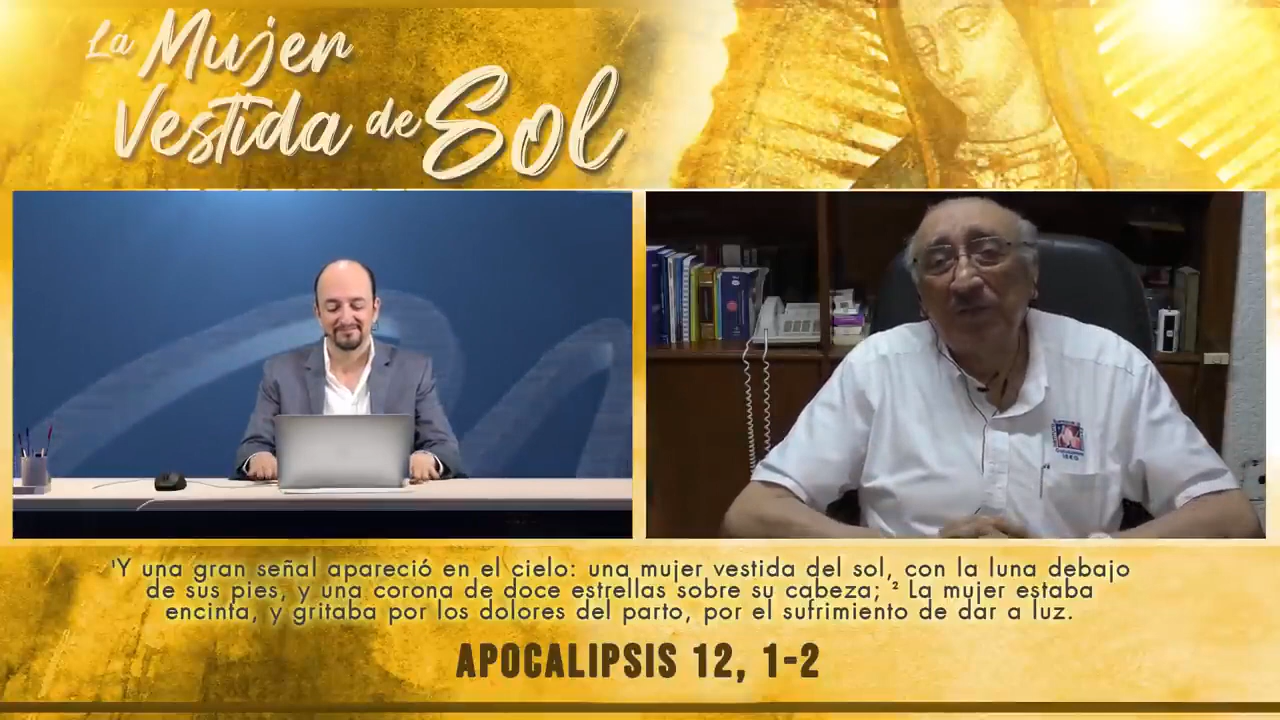 La Mujer
Vestida de Sol
¹Y una gran señal apareció en el cielo: una mujer vestida del sol, con la luna debajo
de sus pies, y una corona de doce estrellas sobre su cabeza; ² La mujer estaba
encinta, y gritaba por los dolores del parto, por el sufrimiento de dar a luz.
APOCALIPSIS 12, 1-2